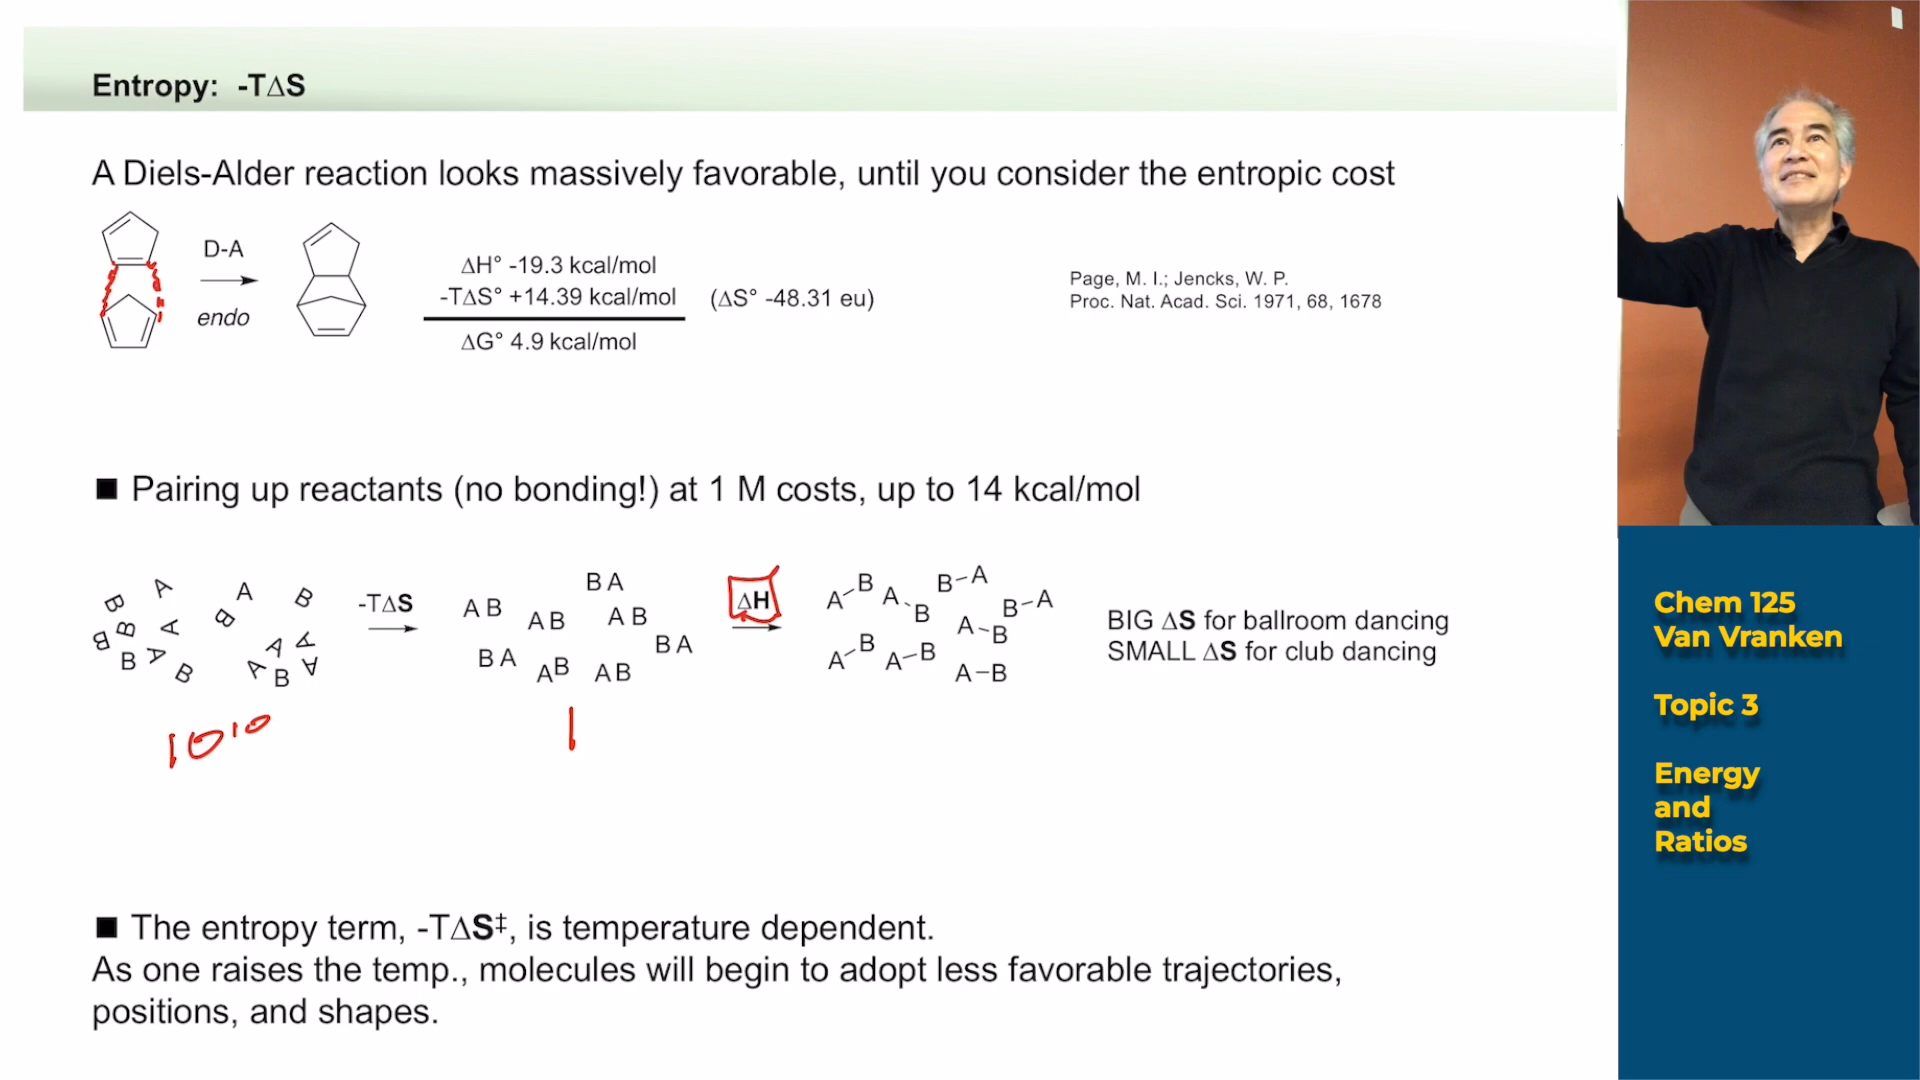 Entropy: -TΔS
A Diels-Alder reaction looks massively favorable, until you consider the entropic cost
D-A
endo
ΔH° -19.3 kcal/mol
-TΔS° +14.39 kcal/mol (ΔS° -48.31 eu)
ΔG° 4.9 kcal/mol
Page, M. I.; Jencks, W. P.
Proc. Nat. Acad. Sci. 1971, 68, 1678
■ Pairing up reactants (no bonding!) at 1 M costs, up to 14 kcal/mol
B A A B B B B A B A B A A A B A
-TΔS
B A
A B A B A B
B A
B A A B A B
ΔH
A-B A-B B-A B-A
A-B
A-B A-B A-B
BIG ΔS for ballroom dancing
SMALL ΔS for club dancing
10¹⁰
1
■ The entropy term, -TΔS‡, is temperature dependent.
As one raises the temp., molecules will begin to adopt less favorable trajectories,
positions, and shapes.
Chem 125
Van Vranken
Topic 3
Energy
and
Ratios